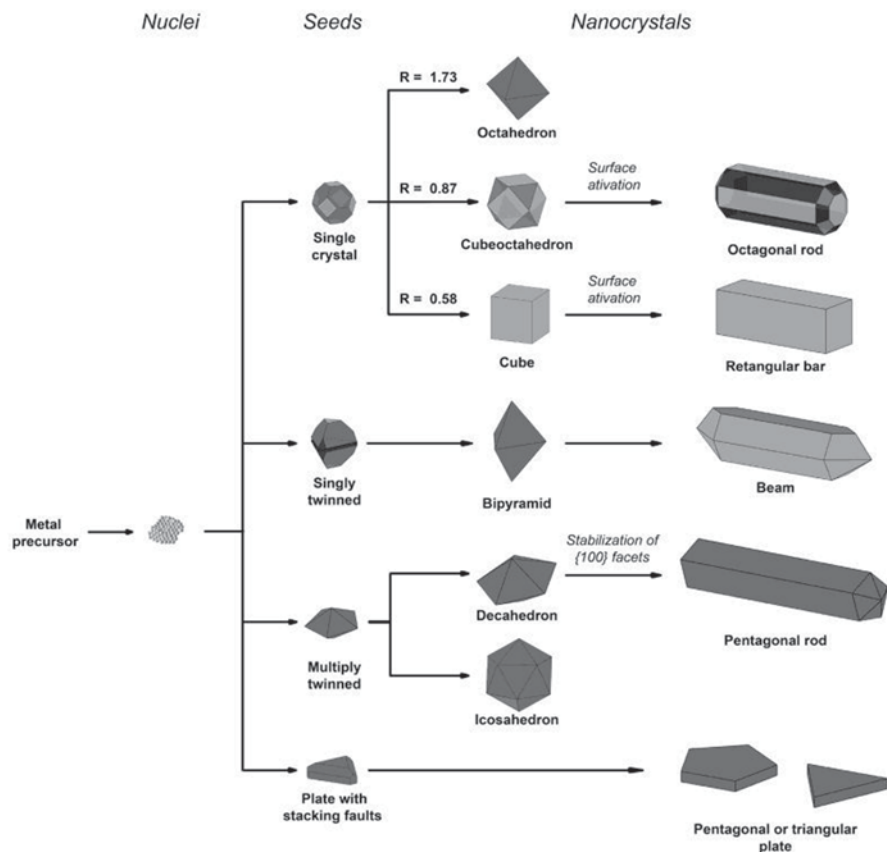 Nuclei
Seeds
Nanocrystals
R = 1.73
Octahedron
R = 0.87
Surface
ativation
Single
crystal
Cubeoctahedron
Octagonal rod
R = 0.58
Surface
ativation
Cube
Retangular bar
Singly twinned
Bipyramid
Beam
Metal
precursor
Stabilization of
{100} facets
Decahedron
Pentagonal rod
Multiply
twinned
Icosahedron
Plate with
stacking faults
Pentagonal or triangular
plate